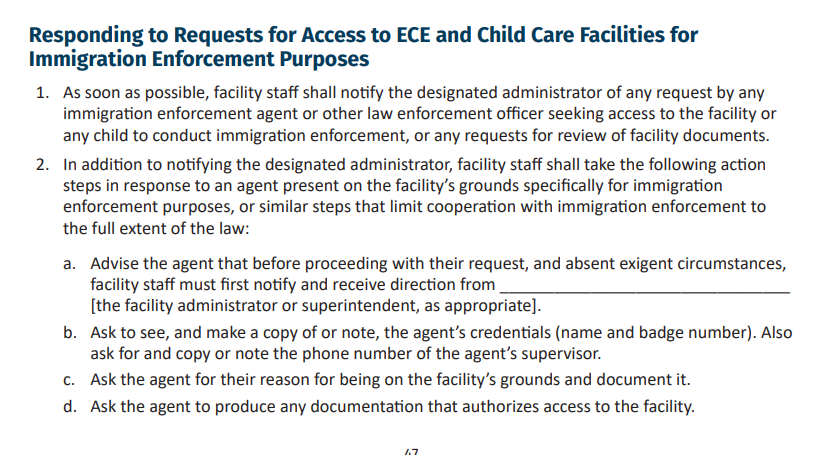 Responding to Requests for Access to ECE and Child Care Facilities for
Immigration Enforcement Purposes
1. As soon as possible, facility staff shall notify the designated administrator of any request by any
immigration enforcement agent or other law enforcement officer seeking access to the facility or
any child to conduct immigration enforcement, or any requests for review of facility documents.
2. In addition to notifying the designated administrator, facility staff shall take the following action
steps in response to an agent present on the facility’s grounds specifically for immigration
enforcement purposes, or similar steps that limit cooperation with immigration enforcement to
the full extent of the law:
a. Advise the agent that before proceeding with their request, and absent exigent circumstances,
facility staff must first notify and receive direction from ________________________________
[the facility administrator or superintendent, as appropriate].
b. Ask to see, and make a copy of or note, the agent’s credentials (name and badge number). Also
ask for and copy or note the phone number of the agent’s supervisor.
c. Ask the agent for their reason for being on the facility’s grounds and document it.
d. Ask the agent to produce any documentation that authorizes access to the facility.
47